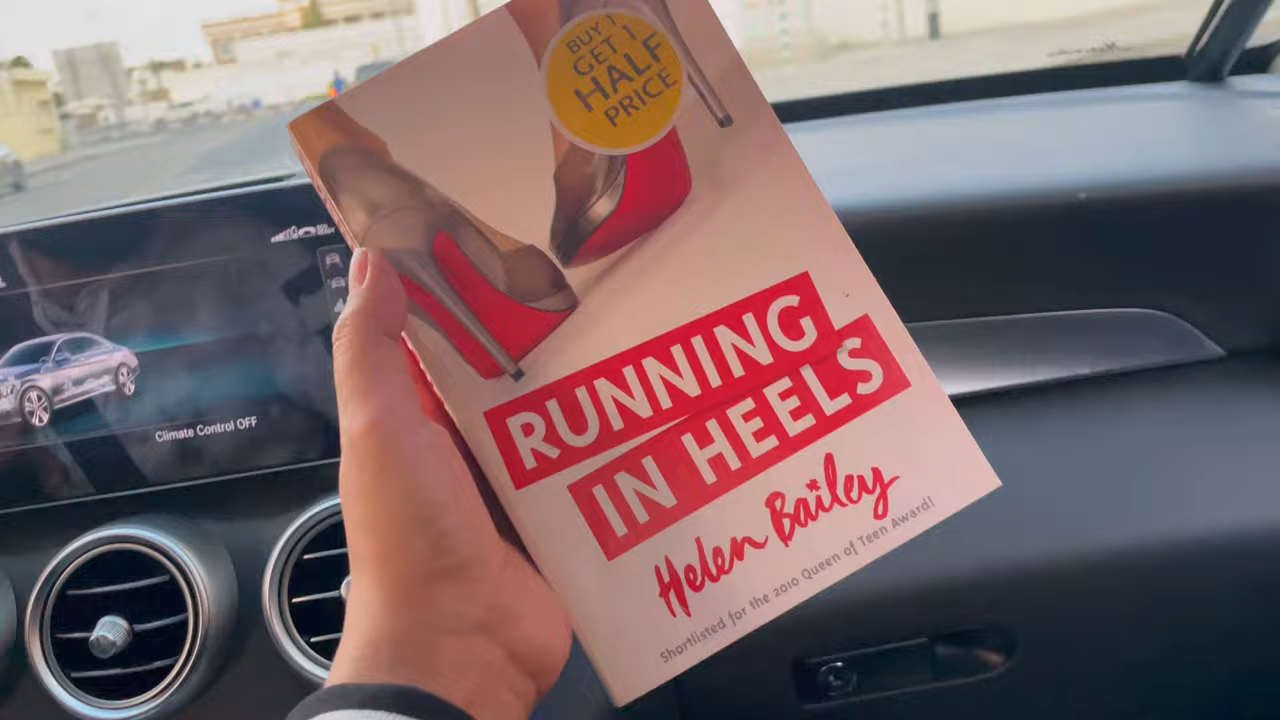 BUY 1
GET 1
HALF
PRICE
RUNNING
IN HEELS
Helen Bailey
Shortlisted for the 2010 Queen of Teen Award!
Climate Control OFF